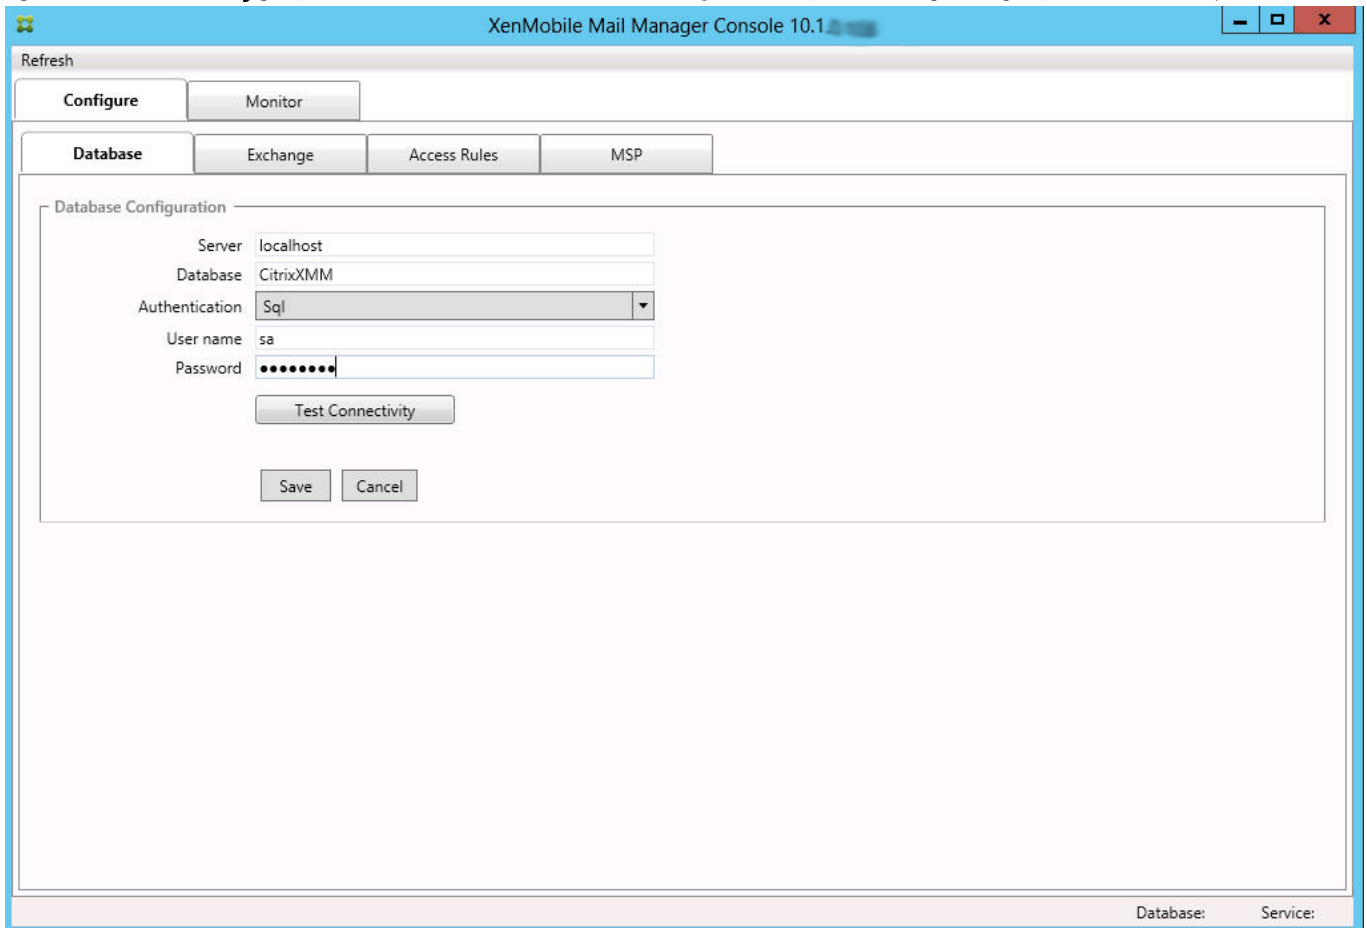 XenMobile Mail Manager Console 10.1
Refresh
Configure Monitor
Database Exchange Access Rules MSP
Database Configuration
Server localhost
Database CitrixXMM
Authentication Sql
User name sa
Password ●●●●●●●●
Test Connectivity
Save Cancel
Database: Service: